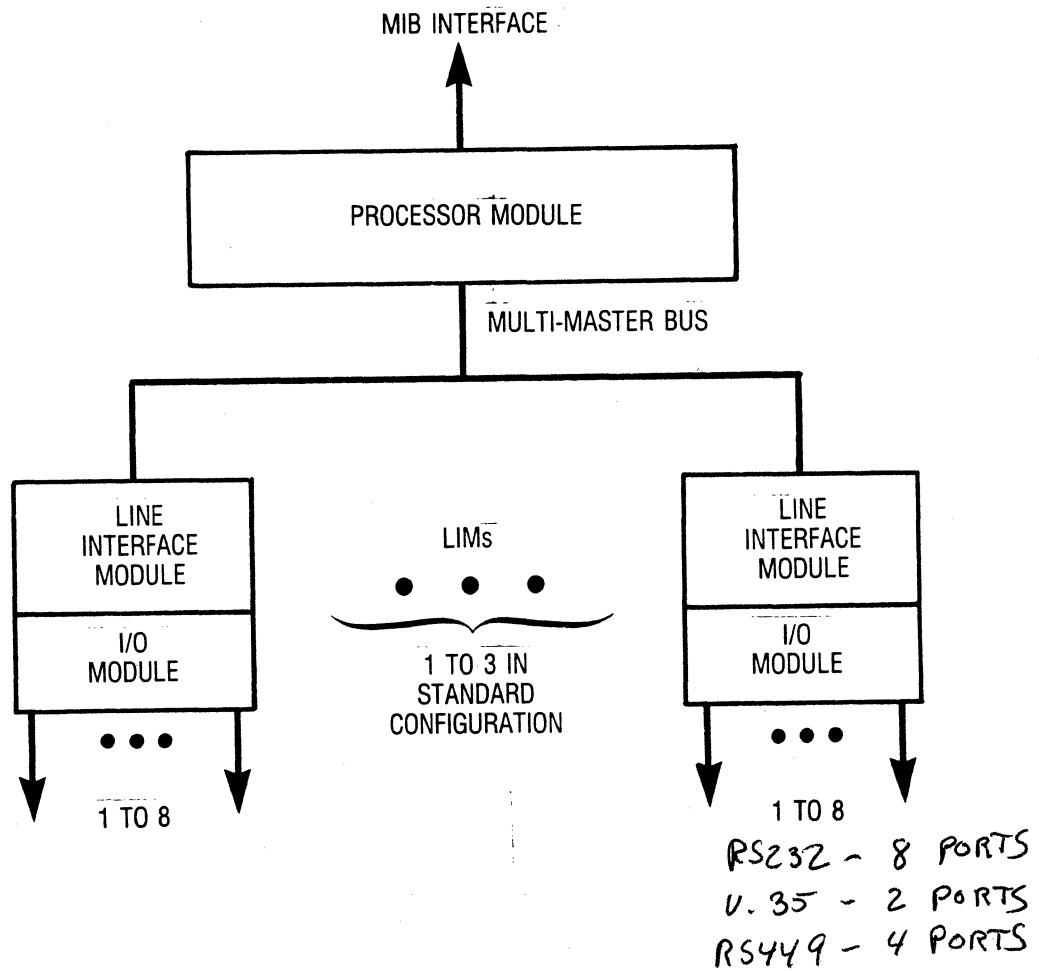 MIB INTERFACE
PROCESSOR MODULE
MULTI-MASTER BUS
LINE
INTERFACE
MODULE
I/O
MODULE
1 TO 8
LIMs
1 TO 3 IN
STANDARD
CONFIGURATION
LINE
INTERFACE
MODULE
I/O
MODULE
1 TO 8
RS232 - 8 PORTS
V.35 - 2 PORTS
RS449 - 4 PORTS